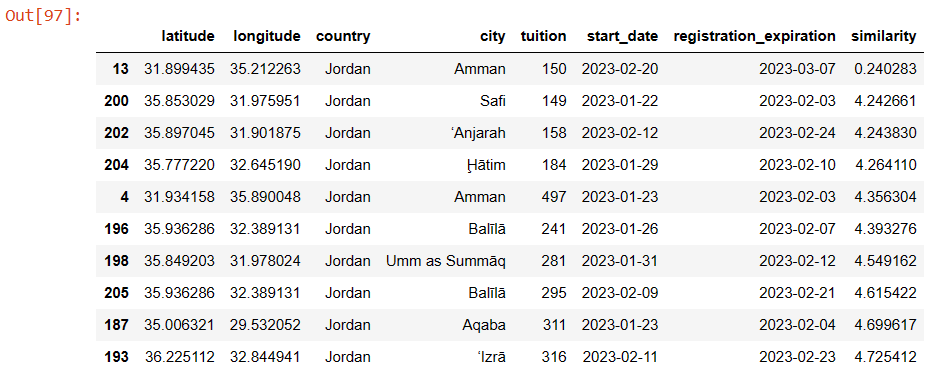 Out[97]:
latitude longitude country city tuition start_date registration_expiration similarity
13 31.899435 35.212263 Jordan Amman 150 2023-02-20 2023-03-07 0.240283
200 35.853029 31.975951 Jordan Safi 149 2023-01-22 2023-02-03 4.242661
202 35.897045 31.901875 Jordan ‘Anjarah 158 2023-02-12 2023-02-24 4.243830
204 35.777220 32.645190 Jordan Ḩātim 184 2023-01-29 2023-02-10 4.264110
4 31.934158 35.890048 Jordan Amman 497 2023-01-23 2023-02-03 4.356304
196 35.936286 32.389131 Jordan Balīlā 241 2023-01-26 2023-02-07 4.393276
198 35.849203 31.978024 Jordan Umm as Summāq 281 2023-01-31 2023-02-12 4.549162
205 35.936286 32.389131 Jordan Balīlā 295 2023-02-09 2023-02-21 4.615422
187 35.006321 29.532052 Jordan Aqaba 311 2023-01-23 2023-02-04 4.699617
193 36.225112 32.844941 Jordan ‘Izrā 316 2023-02-11 2023-02-23 4.725412